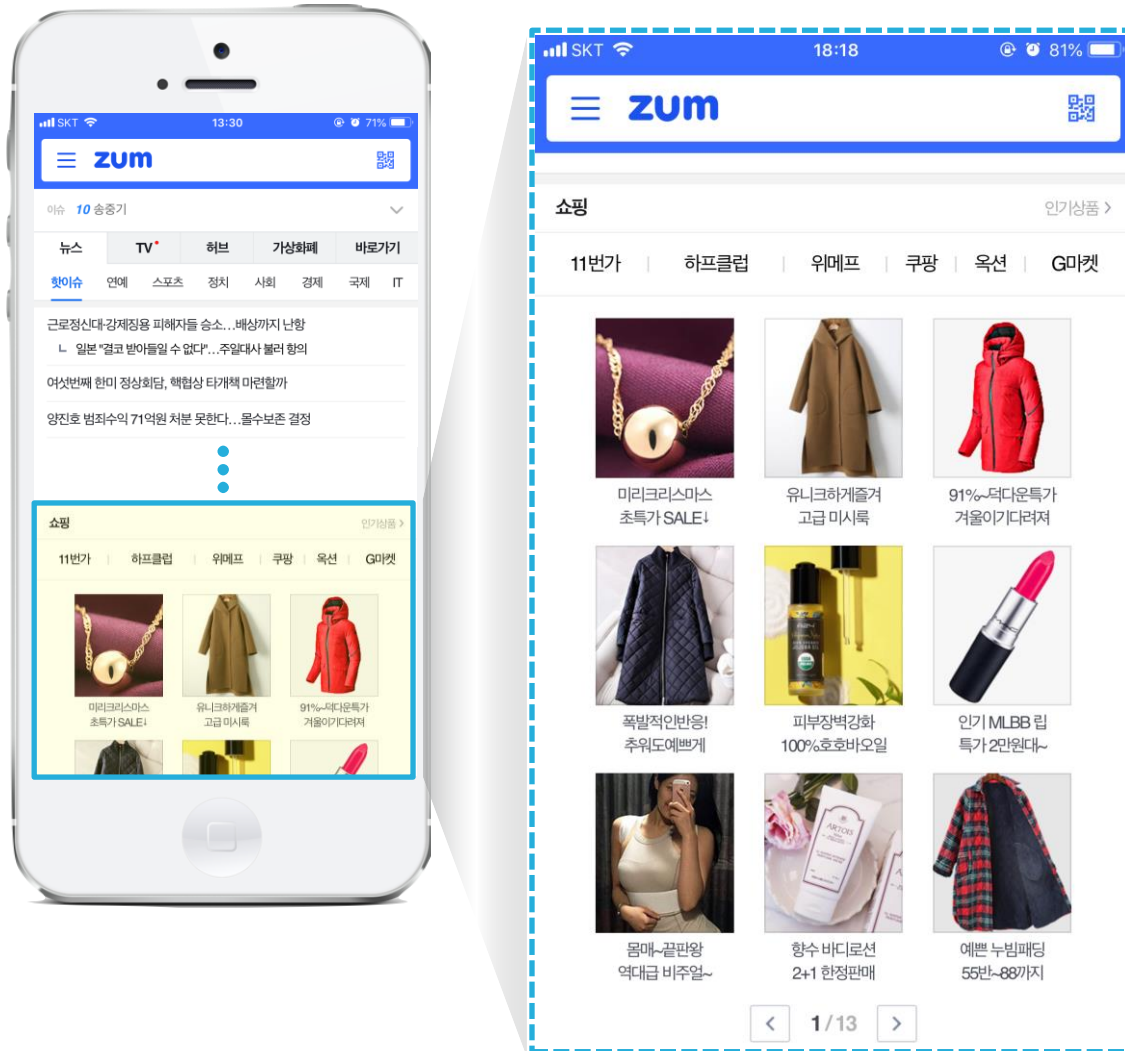 SKT 13:30 71%
zum
이슈 10 송중기
뉴스 TV 허브 가상화폐 바로가기
핫이슈 연예 스포츠 정치 사회 경제 국제 IT
근로정신대·강제징용 피해자들 승소…배상까지 난항
ㄴ 일본 "결코 받아들일 수 없다"…주일대사 불러 항의
여섯번째 한미 정상회담, 핵협상 타개책 마련할까
양진호 범죄수익 71억원 처분 못한다…몰수보존 결정
쇼핑 인기상품 >
11번가 하프클럽 위메프 쿠팡 옥션 G마켓
미리크리스마스 유니크하게즐겨 91%~덕다운특가
초특가 SALE↓ 고급 미시룩 겨울이기다려져
SKT 18:18 81%
zum
쇼핑 인기상품 >
11번가 하프클럽 위메프 쿠팡 옥션 G마켓
미리크리스마스 유니크하게즐겨 91%~덕다운특가
초특가 SALE↓ 고급 미시룩 겨울이기다려져
폭발적인반응! 피부장벽강화 인기 MLBB 립
추워도예쁘게 100%호호바오일 특가 2만원대~
몸매~끝판왕 향수 바디로션 예쁜 누빔패딩
역대급 비주얼~ 2+1 한정판매 55반~88까지
< 1/13 >